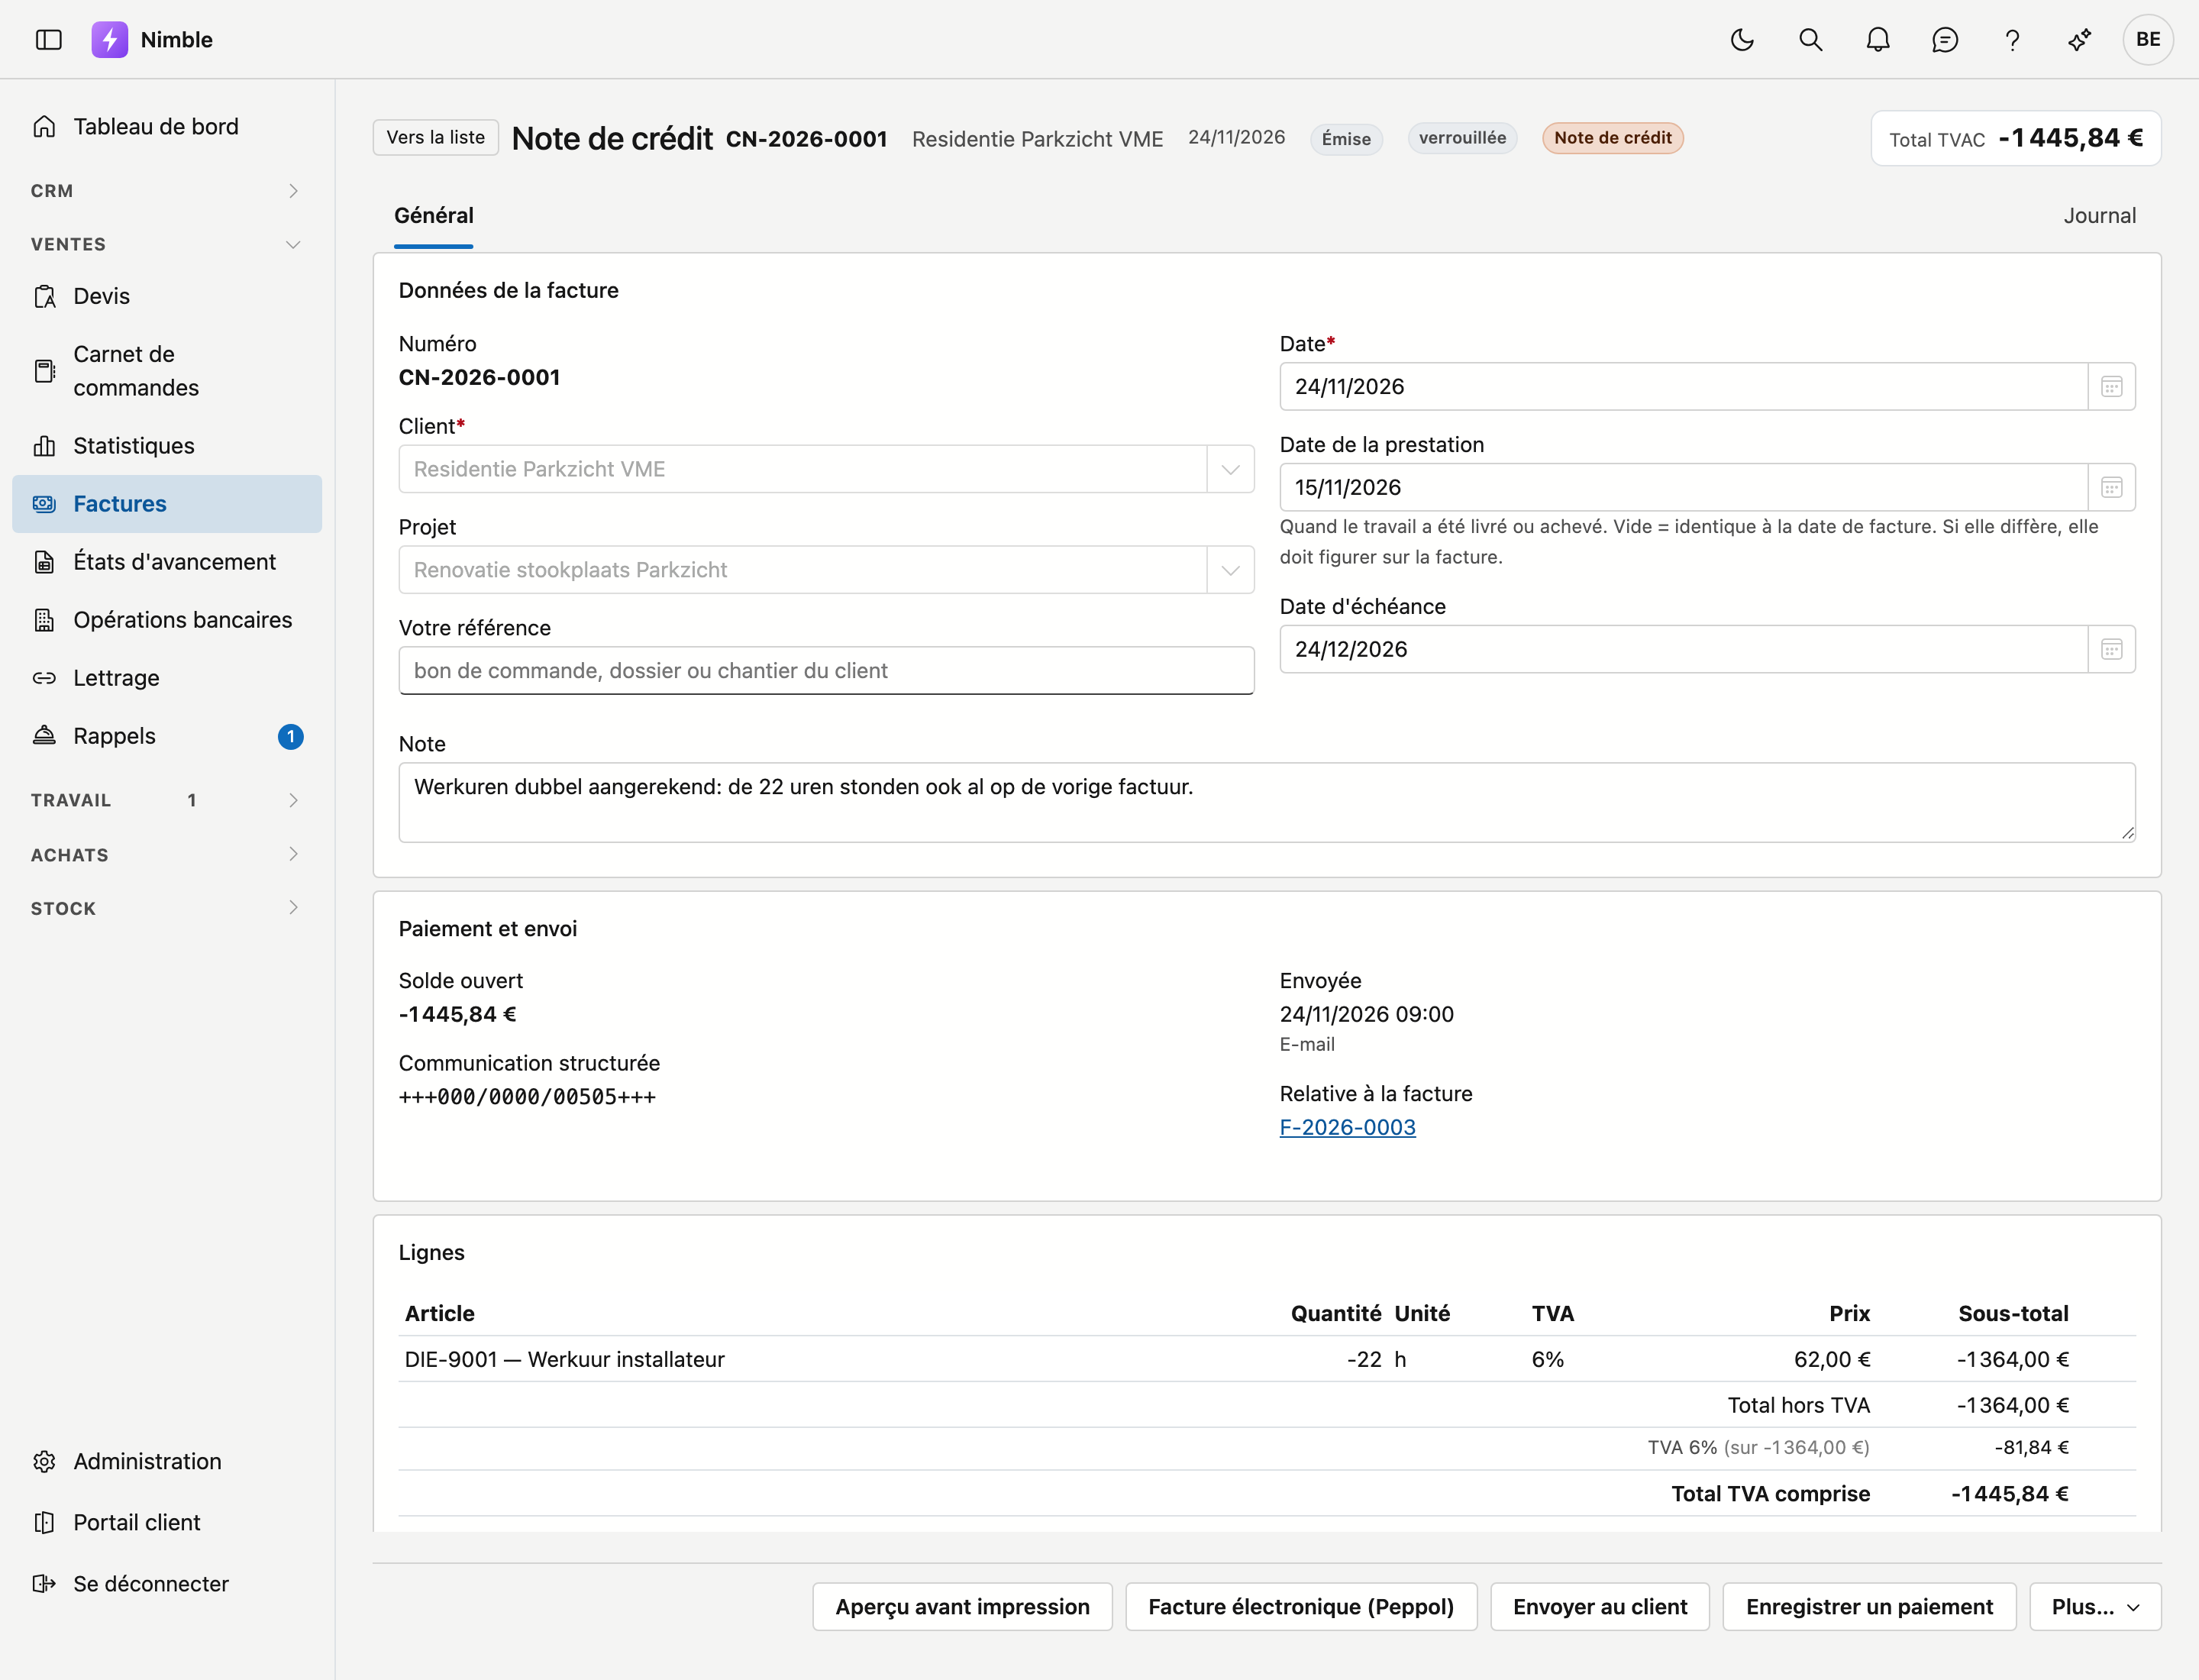 Nimble
BE
Tableau de bord
CRM
VENTES
Devis
Carnet de
commandes
Statistiques
Factures
États d'avancement
Opérations bancaires
Lettrage
Rappels 1
TRAVAIL 1
ACHATS
STOCK
Administration
Portail client
Se déconnecter
Vers la liste Note de crédit CN-2026-0001 Residentie Parkzicht VME 24/11/2026 Émise verrouillée Note de crédit Total TVAC -1 445,84 €
Général Journal
Données de la facture
Numéro
CN-2026-0001
Client*
Residentie Parkzicht VME
Projet
Renovatie stookplaats Parkzicht
Votre référence
bon de commande, dossier ou chantier du client
Date*
24/11/2026
Date de la prestation
15/11/2026
Quand le travail a été livré ou achevé. Vide = identique à la date de facture. Si elle diffère, elle
doit figurer sur la facture.
Date d'échéance
24/12/2026
Note
Werkuren dubbel aangerekend: de 22 uren stonden ook al op de vorige factuur.
Paiement et envoi
Solde ouvert
-1 445,84 €
Communication structurée
+++000/0000/00505+++
Envoyée
24/11/2026 09:00
E-mail
Relative à la facture
F-2026-0003
Lignes
Article Quantité Unité TVA Prix Sous-total
DIE-9001 — Werkuur installateur -22 h 6% 62,00 € -1 364,00 €
Total hors TVA -1 364,00 €
TVA 6% (sur -1 364,00 €) -81,84 €
Total TVA comprise -1 445,84 €
Aperçu avant impression Facture électronique (Peppol) Envoyer au client Enregistrer un paiement Plus...